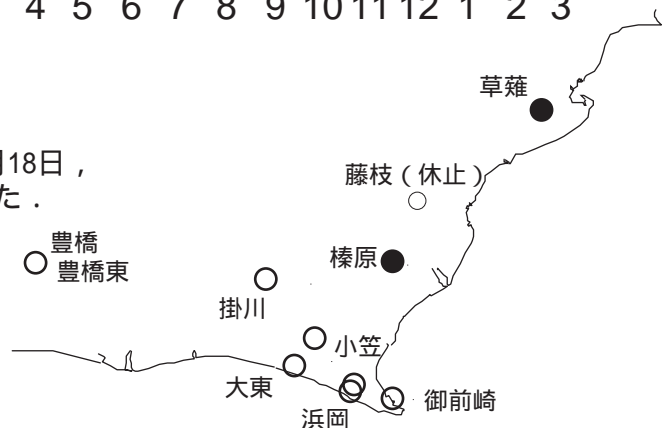 4 5 6 7 8 9 10 11 12 1 2 3
草薙
月18日，
た．
藤枝（休止）
豊橋
豊橋東
榛原
掛川
小笠
大東
御前崎
浜岡